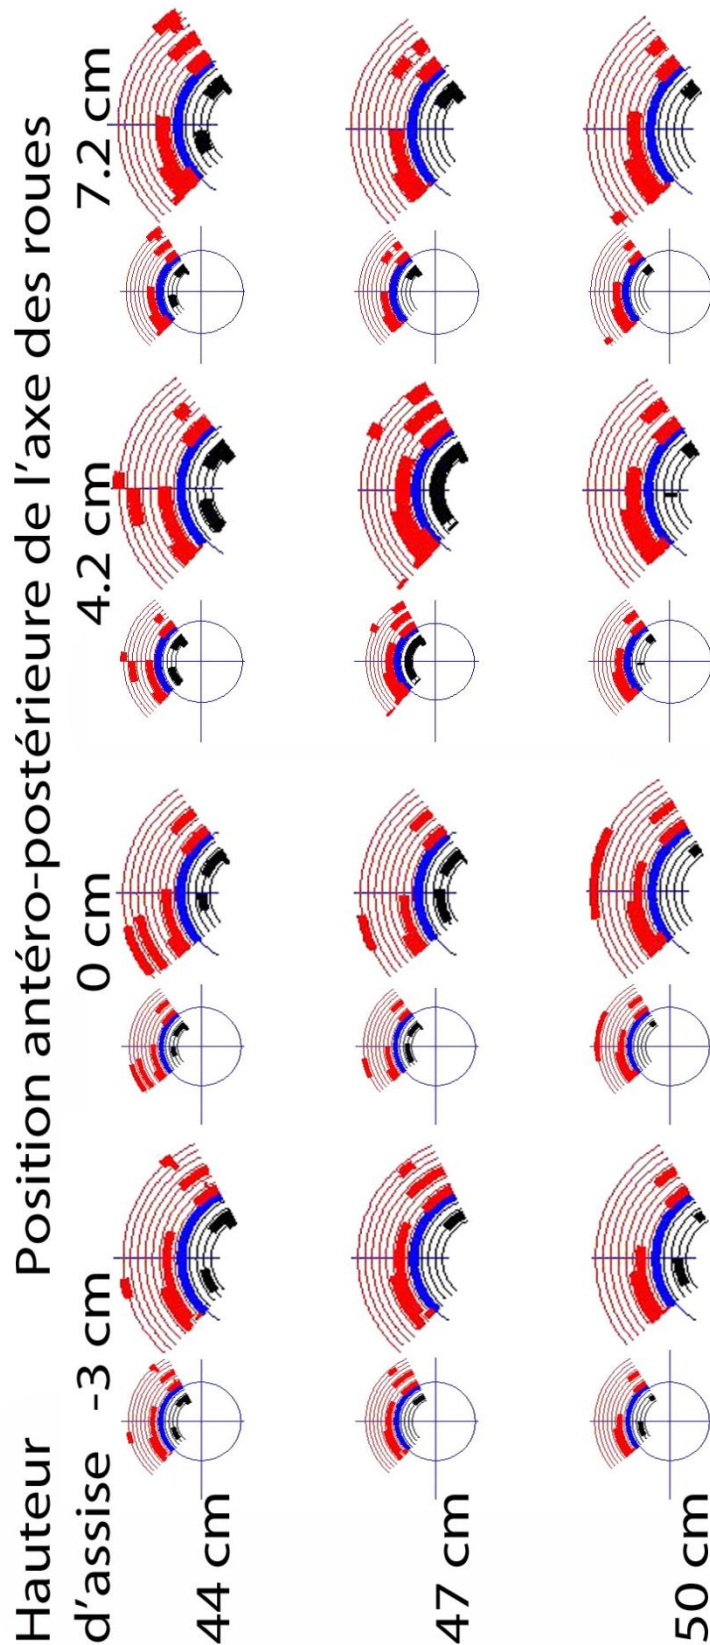 Hauteur d'assise
Position antéro-postérieure de l'axe des roues
-3 cm 0 cm 4.2 cm 7.2 cm
44 cm
47 cm
50 cm